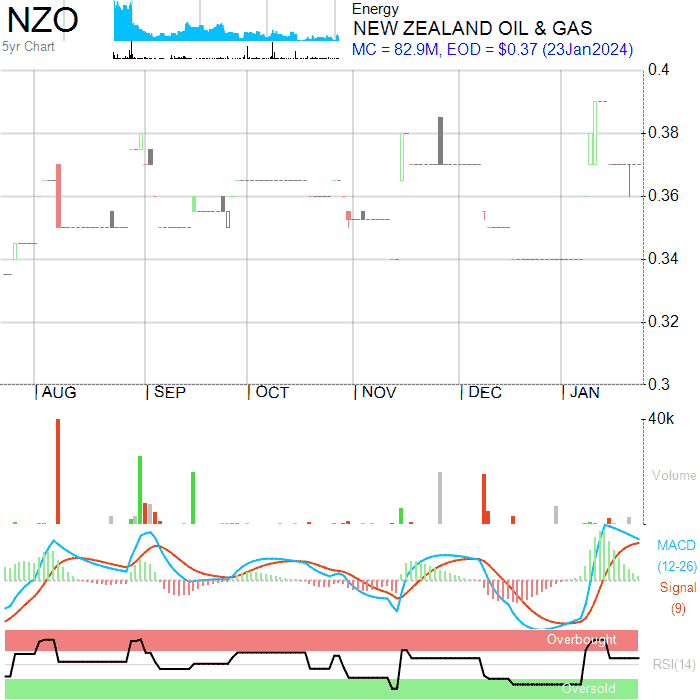 NZO
5yr Chart
Energy
NEW ZEALAND OIL & GAS
MC = 82.9M, EOD = $0.37 (23Jan2024)
0.4
0.38
0.36
0.34
0.32
0.3
AUG SEP OCT NOV DEC JAN
40k
Volume
MACD
(12-26)
Signal
(9)
Overbought
RSI(14)
Oversold